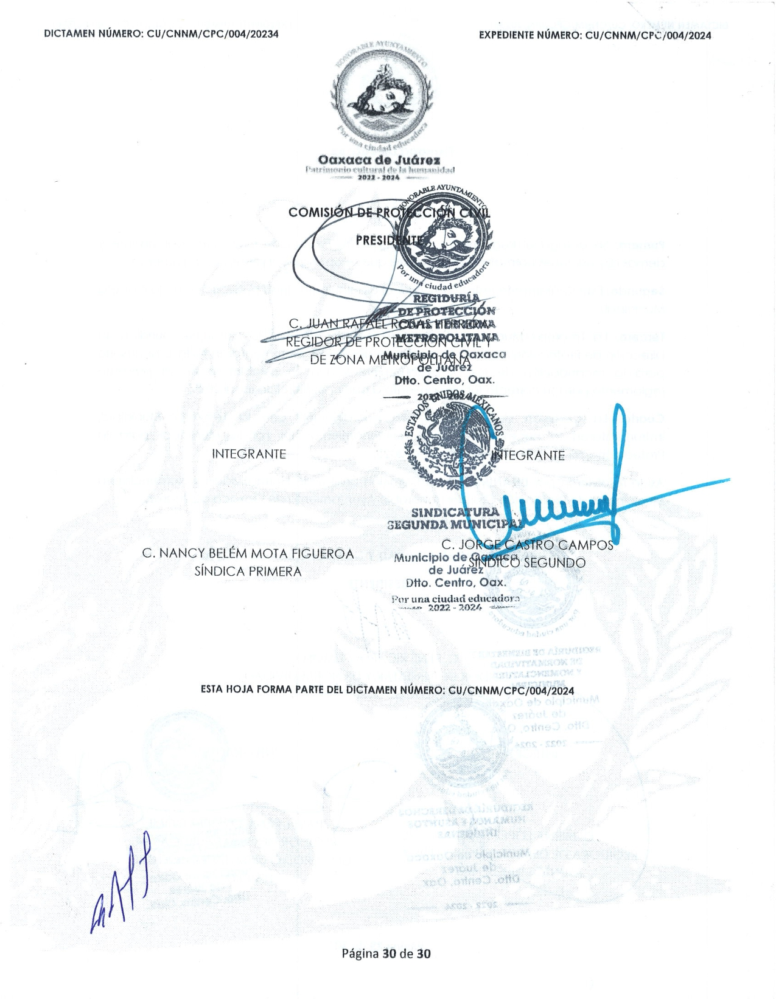 DICTAMEN NÚMERO: CU/CNNM/CPC/004/20234
EXPEDIENTE NÚMERO: CU/CNNM/CPC/004/2024
HONORABLE AYUNTAMIENTO
Por una ciudad educadora
Oaxaca de Juárez
Patrimonio cultural de la humanidad
2022 - 2024
HONORABLE AYUNTAMIENTO
COMISIÓN DE PROTECCIÓN CIVIL
PRESIDENTE
Por una ciudad educadora
REGIDURÍA
DE PROTECCIÓN
C. JUAN RAFAEL ROSAS HERRERA
METROPOLITANA
REGIDOR DE PROTECCIÓN CIVIL Y
Municipio de Oaxaca
DE ZONA METROPOLITANA
de Juárez
Dtto. Centro, Oax.
2022 - 2024
ESTADOS UNIDOS MEXICANOS
INTEGRANTE
INTEGRANTE
SINDICATURA
SEGUNDA MUNICIPAL
C. JORGE CASTRO CAMPOS
SÍNDICO SEGUNDO
C. NANCY BELÉM MOTA FIGUEROA
SÍNDICA PRIMERA
Municipio de Oaxaca
de Juárez
Dtto. Centro, Oax.
Por una ciudad educadora
2022 - 2024
ESTA HOJA FORMA PARTE DEL DICTAMEN NÚMERO: CU/CNNM/CPC/004/2024
Página 30 de 30